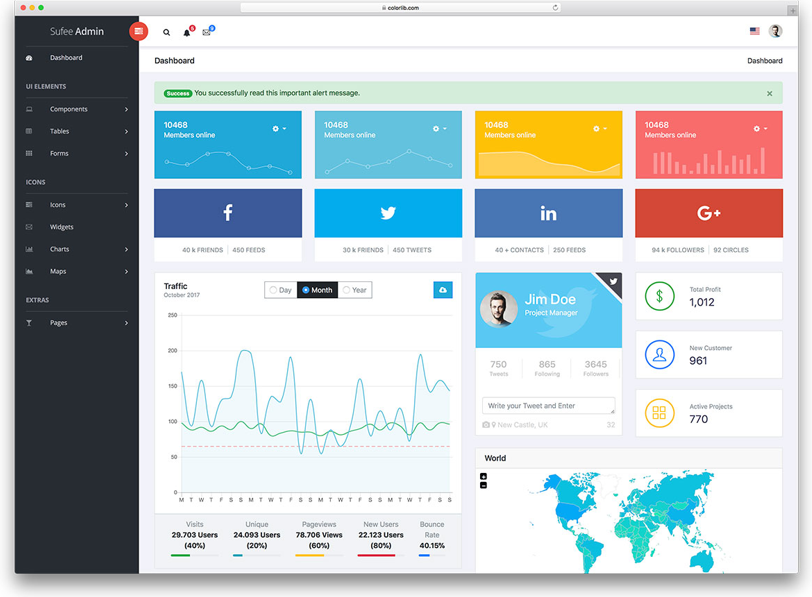 colorlib.com
Sufee Admin
Dashboard
UI ELEMENTS
Components
Tables
Forms
ICONS
Icons
Widgets
Charts
Maps
EXTRAS
Pages
Dashboard
Dashboard
Success You successfully read this important alert message.
10468
Members online
10468
Members online
10468
Members online
10468
Members online
f
in
G+
40 k FRIENDS 450 FEEDS
30 k FRIENDS 450 TWEETS
40 + CONTACTS 250 FEEDS
94 k FOLLOWERS 92 CIRCLES
Traffic
October 2017
Day Month Year
250
200
150
100
50
0
M T W T F S S M T W T F S S M T W T F S S M T W T F S S
Visits
29.703 Users
(40%)
Unique
24.093 Users
(20%)
Pageviews
78.706 Views
(60%)
New Users
22.123 Users
(80%)
Bounce
Rate
40.15%
Jim Doe
Project Manager
750
Tweets
865
Following
3645
Followers
Write your Tweet and Enter
New Castle, UK 32
$
Total Profit
1,012
New Customer
961
Active Projects
770
World
+
-